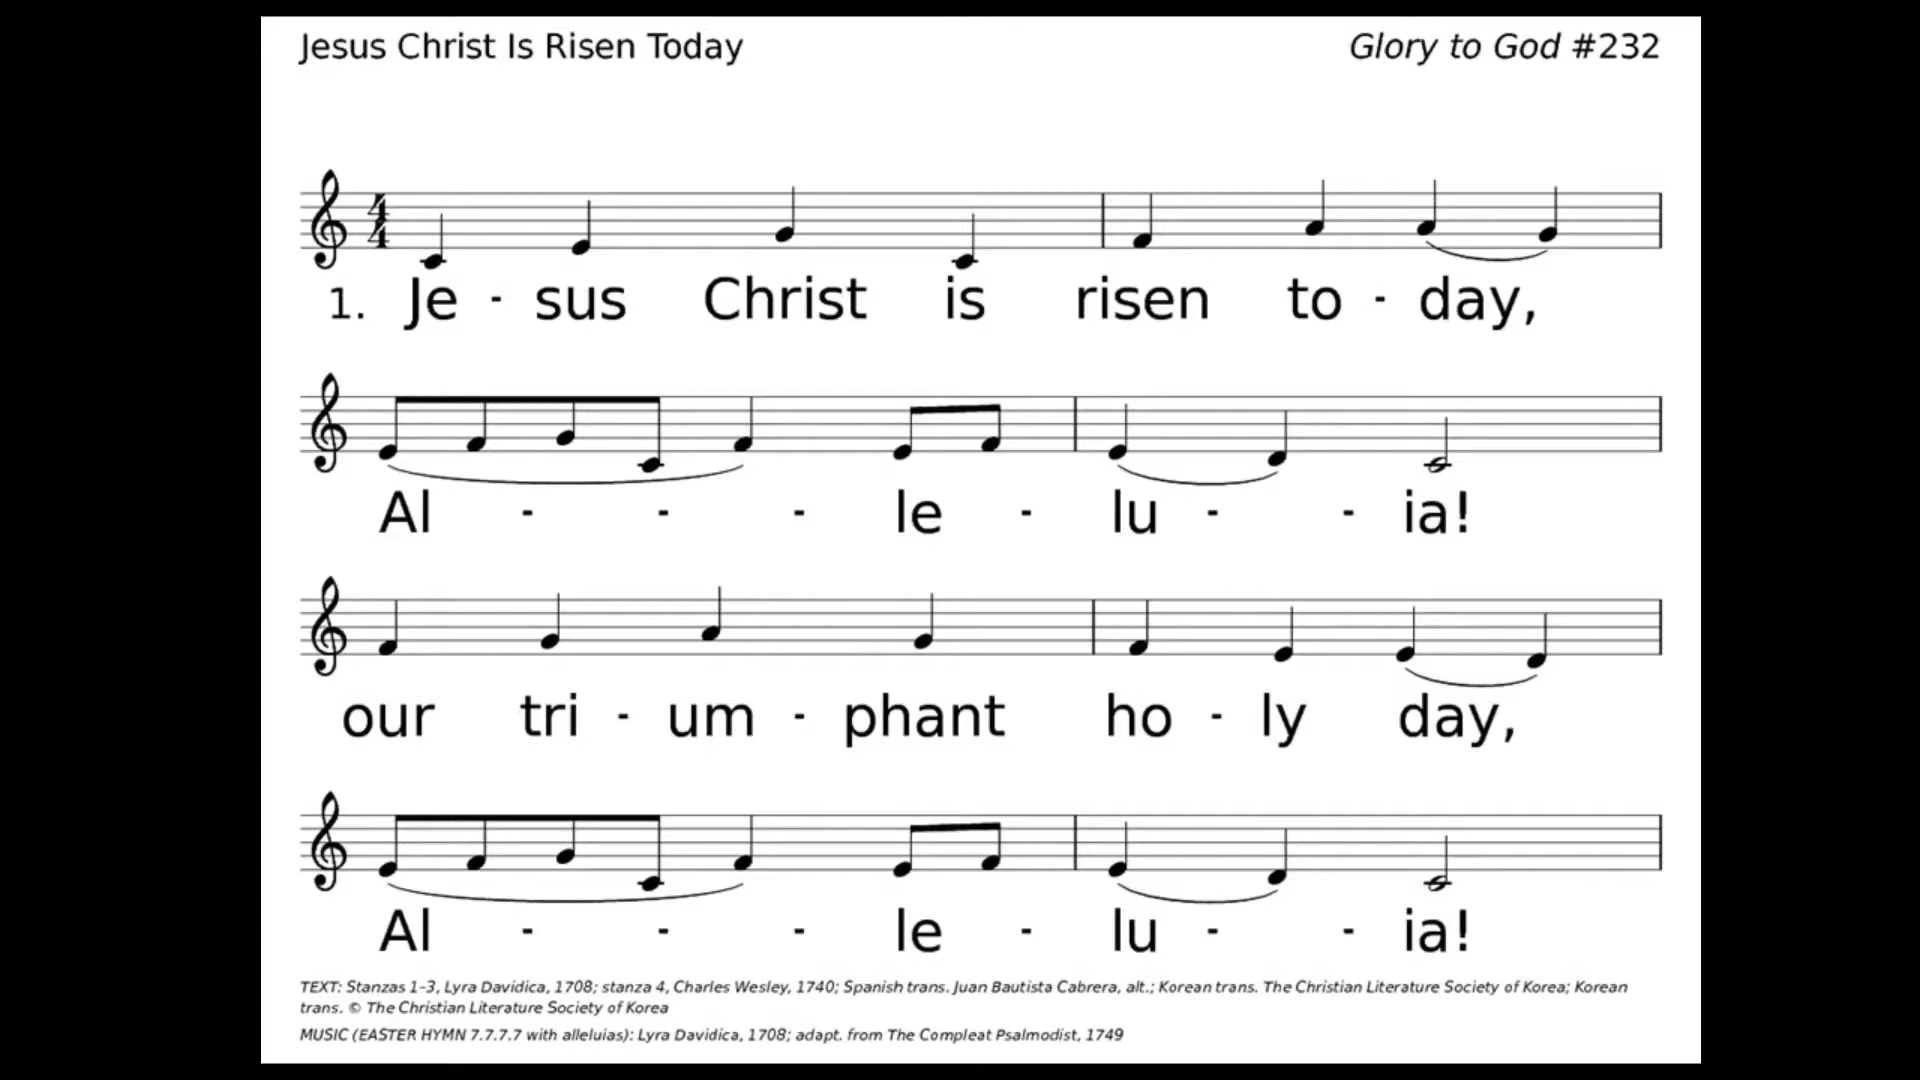 Jesus Christ Is Risen Today Glory to God #232
4
4
1. Je - sus Christ is risen to - day,
Al - - - le - lu - - ia!
our tri - um - phant ho - ly day,
Al - - - le - lu - - ia!
TEXT: Stanzas 1–3, Lyra Davidica, 1708; stanza 4, Charles Wesley, 1740; Spanish trans. Juan Bautista Cabrera, alt.; Korean trans. The Christian Literature Society of Korea; Korean
trans. © The Christian Literature Society of Korea
MUSIC (EASTER HYMN 7.7.7.7 with alleluias): Lyra Davidica, 1708; adapt. from The Compleat Psalmodist, 1749